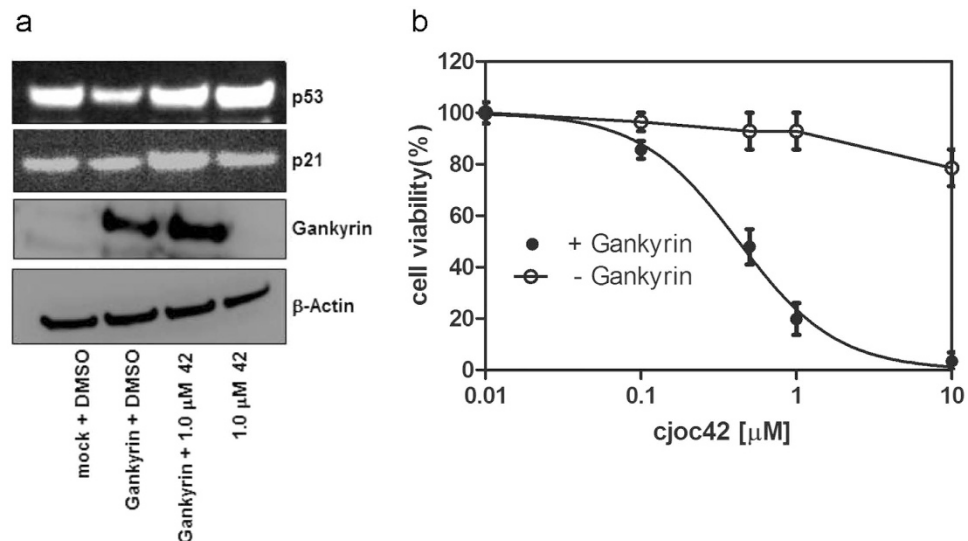 a
p53
p21
Gankyrin
β-Actin
mock + DMSO
Gankyrin + DMSO
Gankyrin + 1.0 μM 42
1.0 μM 42
b
cell viability(%)
120
100
80
60
40
20
0
+ Gankyrin
- Gankyrin
0.01
0.1
1
10
cjoc42 [μM]